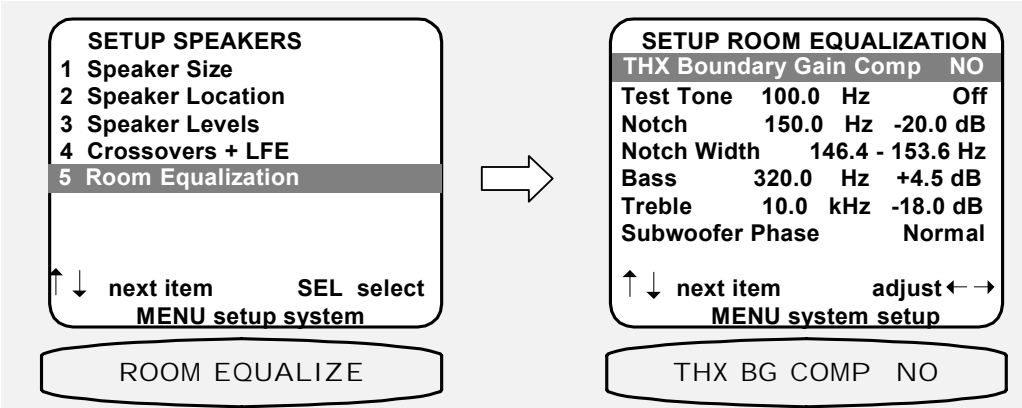 SETUP SPEAKERS
1 Speaker Size
2 Speaker Location
3 Speaker Levels
4 Crossovers + LFE
5 Room Equalization
↑ ↓ next item SEL select
MENU setup system
ROOM EQUALIZE
SETUP ROOM EQUALIZATION
THX Boundary Gain Comp NO
Test Tone 100.0 Hz Off
Notch 150.0 Hz -20.0 dB
Notch Width 146.4 - 153.6 Hz
Bass 320.0 Hz +4.5 dB
Treble 10.0 kHz -18.0 dB
Subwoofer Phase Normal
↑ ↓ next item adjust ← →
MENU system setup
THX BG COMP NO